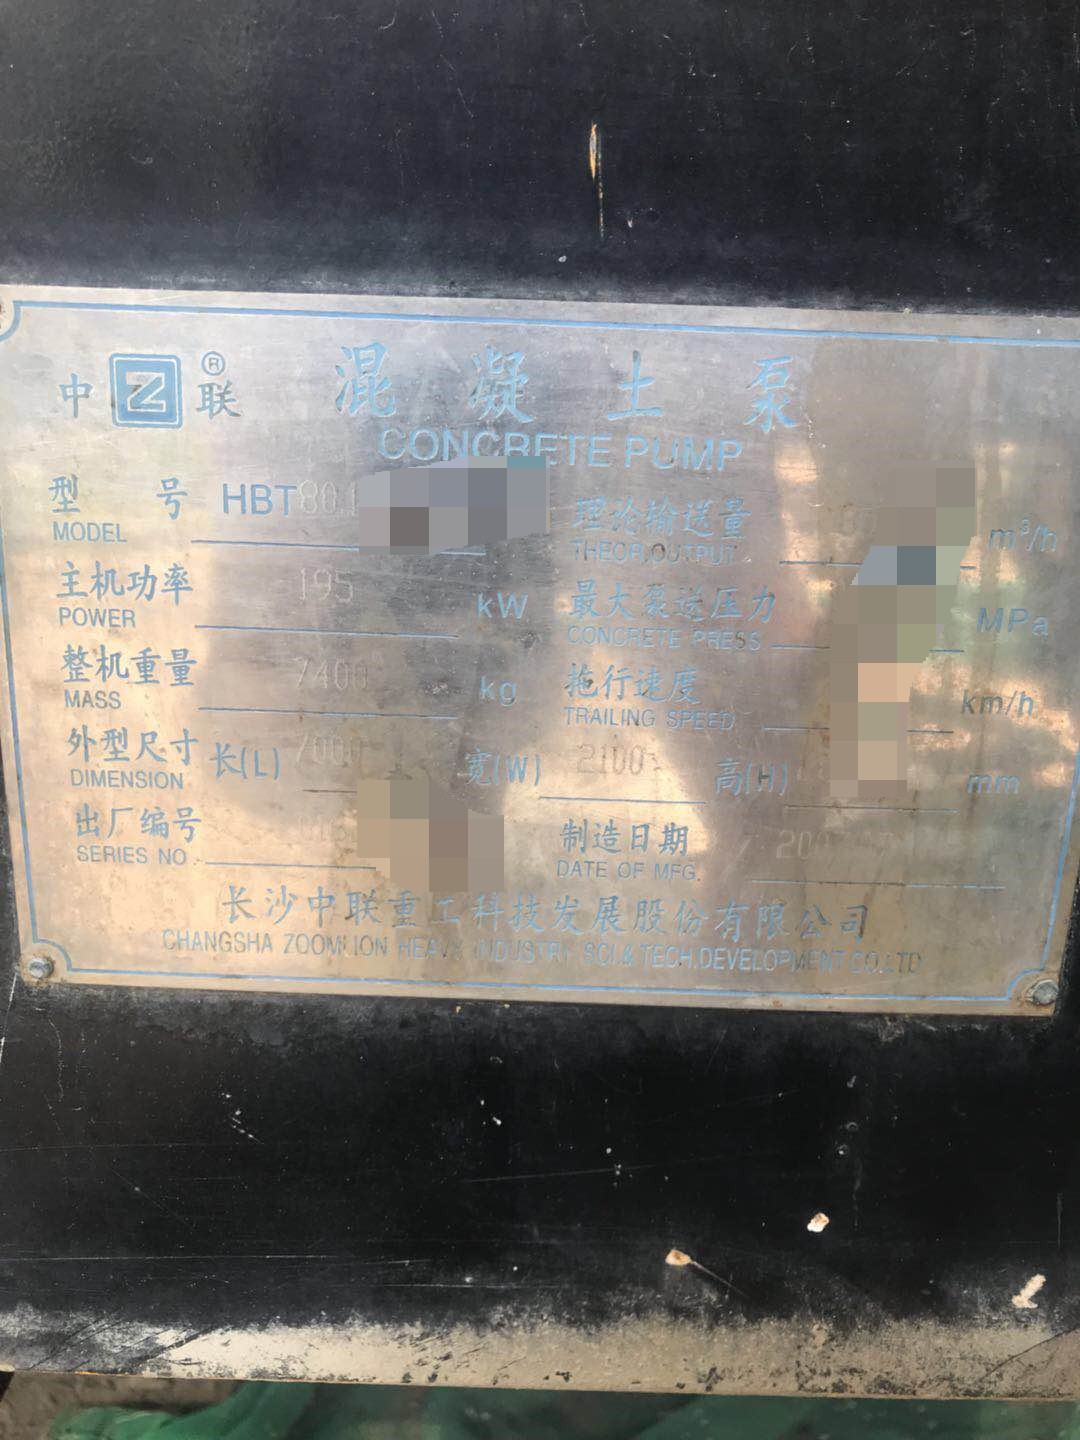 中 Z 联 ® 混凝土泵
CONCRETE PUMP
型号 HBT80.1 理论输送量 m³/h
MODEL THEOR.OUTPUT
主机功率 195 kW 最大泵送压力 MPa
POWER CONCRETE PRESS
整机重量 7400 kg 拖行速度 km/h
MASS TRAILING SPEED
外型尺寸 长(L) 7000 宽(W) 2100 高(H) mm
DIMENSION
出厂编号 制造日期
SERIES NO. DATE OF MFG.
长沙中联重工科技发展股份有限公司
CHANGSHA ZOOMLION HEAVY INDUSTRY SCI.& TECH.DEVELOPMENT CO.LTD